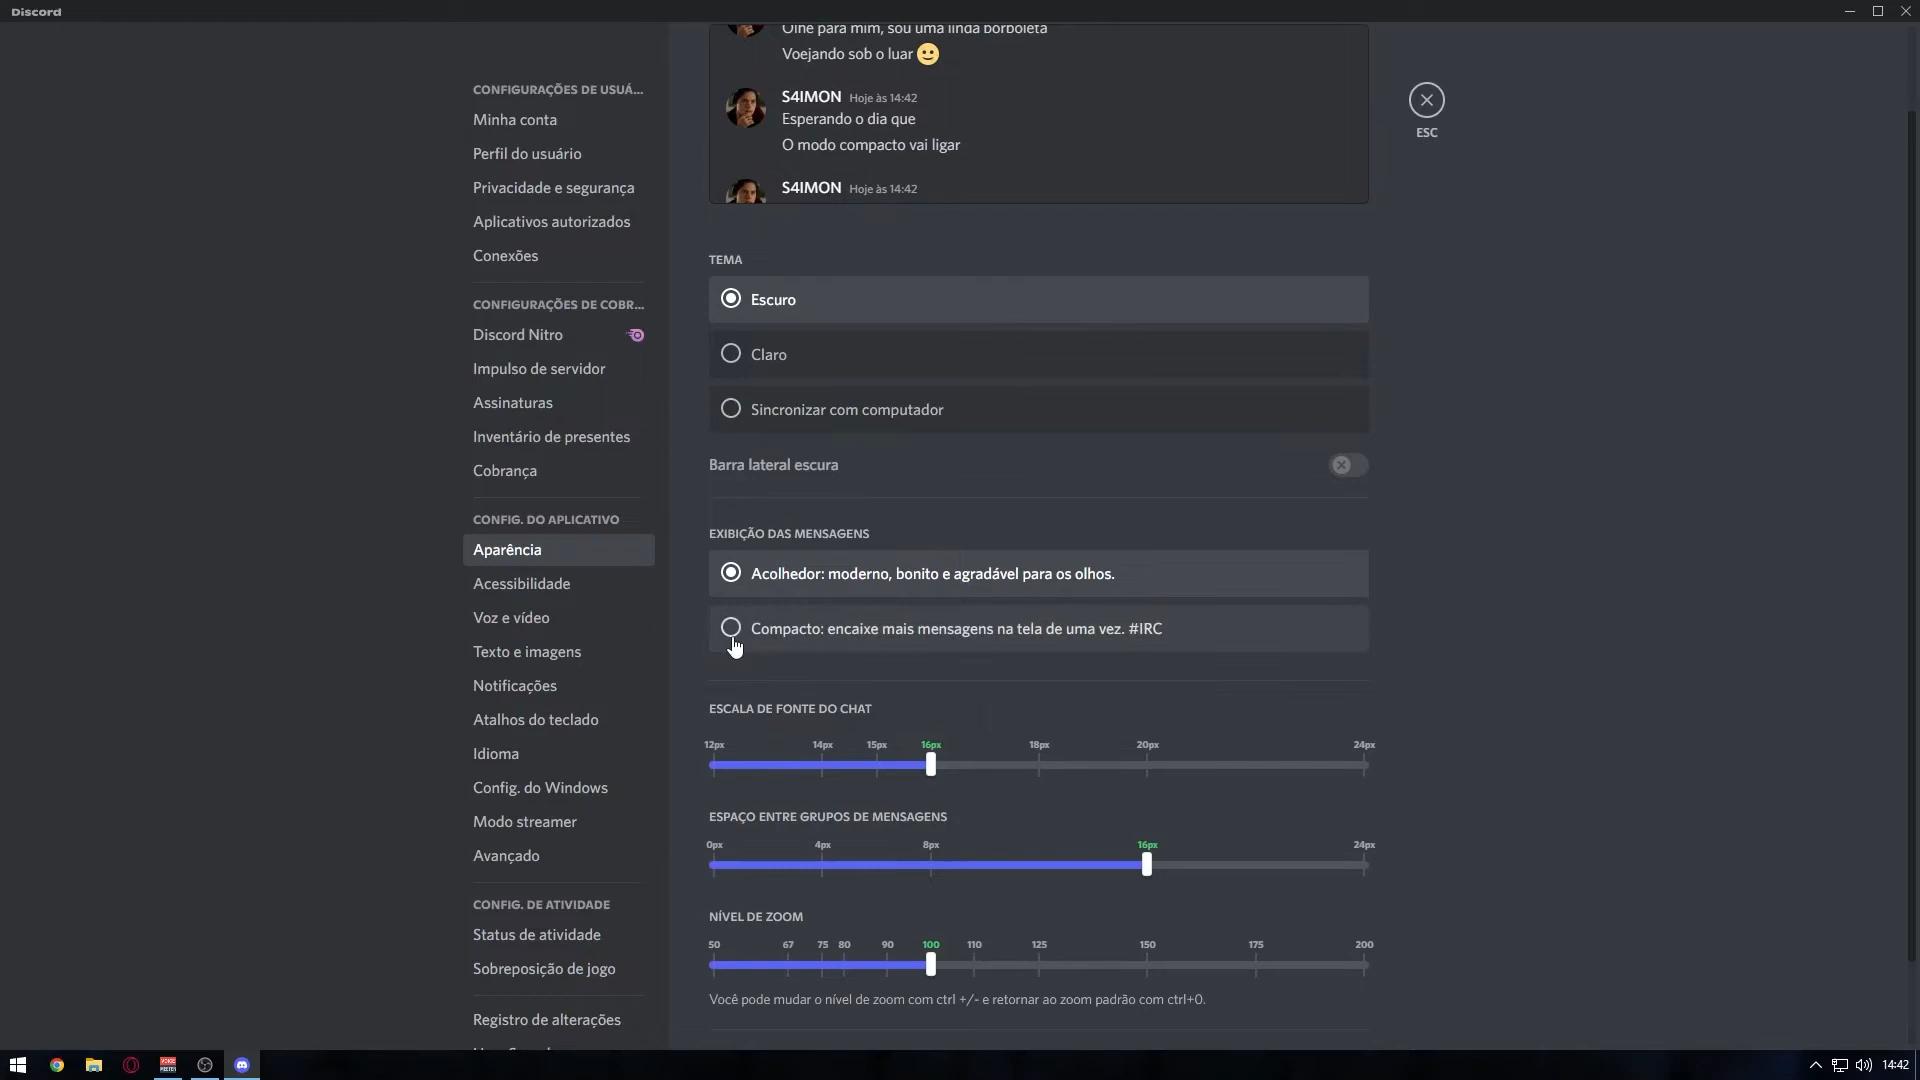 Discord
Olhe para mim, sou uma linda borboleta
Voejando sob o luar
S4IMON Hoje às 14:42
Esperando o dia que
O modo compacto vai ligar
S4IMON Hoje às 14:42
ESC
CONFIGURAÇÕES DE USUÁ...
Minha conta
Perfil do usuário
Privacidade e segurança
Aplicativos autorizados
Conexões
CONFIGURAÇÕES DE COBR...
Discord Nitro
Impulso de servidor
Assinaturas
Inventário de presentes
Cobrança
CONFIG. DO APLICATIVO
Aparência
Acessibilidade
Voz e vídeo
Texto e imagens
Notificações
Atalhos do teclado
Idioma
Config. do Windows
Modo streamer
Avançado
CONFIG. DE ATIVIDADE
Status de atividade
Sobreposição de jogo
Registro de alterações
TEMA
Escuro
Claro
Sincronizar com computador
Barra lateral escura
EXIBIÇÃO DAS MENSAGENS
Acolhedor: moderno, bonito e agradável para os olhos.
Compacto: encaixe mais mensagens na tela de uma vez. #IRC
ESCALA DE FONTE DO CHAT
12px 14px 15px 16px 18px 20px 24px
ESPAÇO ENTRE GRUPOS DE MENSAGENS
0px 4px 8px 16px 24px
NÍVEL DE ZOOM
50 67 75 80 90 100 110 125 150 175 200
Você pode mudar o nível de zoom com ctrl +/- e retornar ao zoom padrão com ctrl+0.
14:42